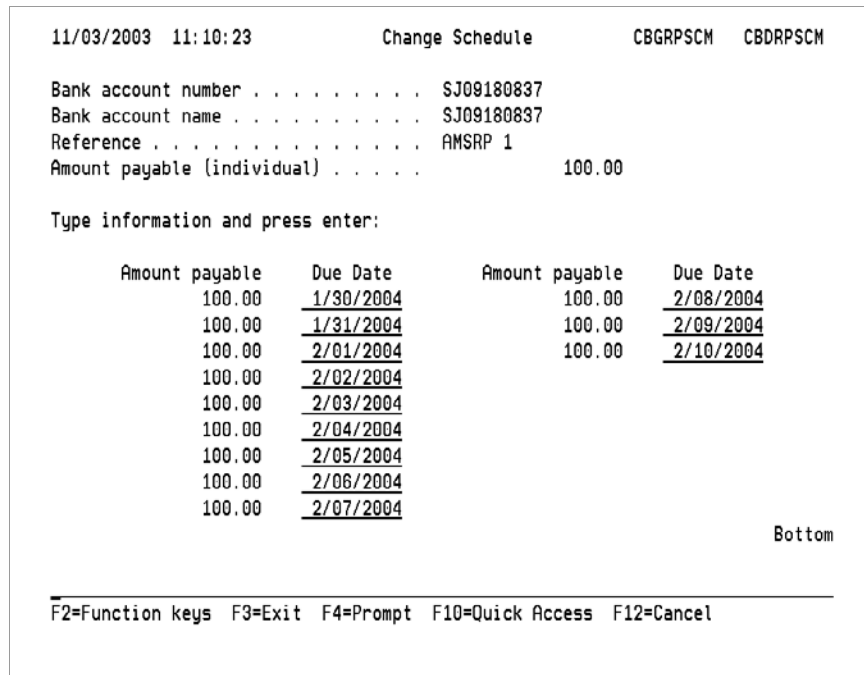 11/03/2003 11:10:23 Change Schedule CBGRPSCM CBDRPSCM
Bank account number . . . . . . . . . SJ09180837
Bank account name . . . . . . . . . . SJ09180837
Reference . . . . . . . . . . . . . . AMSRP 1
Amount payable (individual) . . . . . 100.00
Type information and press enter:
Amount payable Due Date Amount payable Due Date
100.00 1/30/2004 100.00 2/08/2004
100.00 1/31/2004 100.00 2/09/2004
100.00 2/01/2004 100.00 2/10/2004
100.00 2/02/2004
100.00 2/03/2004
100.00 2/04/2004
100.00 2/05/2004
100.00 2/06/2004
100.00 2/07/2004
Bottom
F2=Function keys F3=Exit F4=Prompt F10=Quick Access F12=Cancel